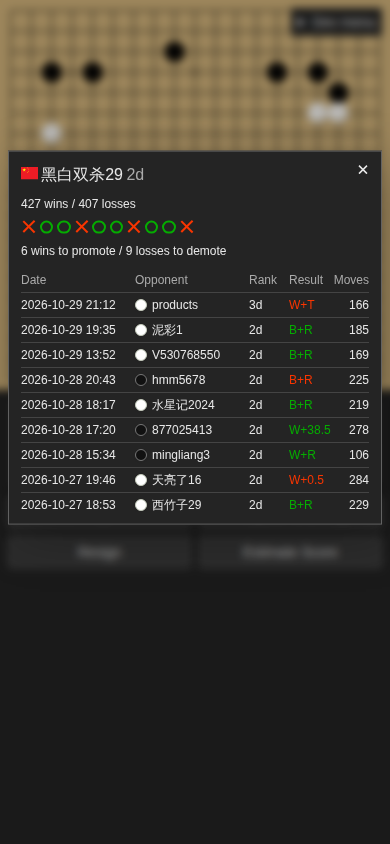 黑白双杀29 2d
427 wins / 407 losses
6 wins to promote / 9 losses to demote
Date Opponent Rank Result Moves
2026-10-29 21:12 products 3d W+T 166
2026-10-29 19:35 泥彩1 2d B+R 185
2026-10-29 13:52 V530768550 2d B+R 169
2026-10-28 20:43 hmm5678 2d B+R 225
2026-10-28 18:17 水星记2024 2d B+R 219
2026-10-28 17:20 877025413 2d W+38.5 278
2026-10-28 15:34 mingliang3 2d W+R 106
2026-10-27 19:46 天亮了16 2d W+0.5 284
2026-10-27 18:53 西竹子29 2d B+R 229